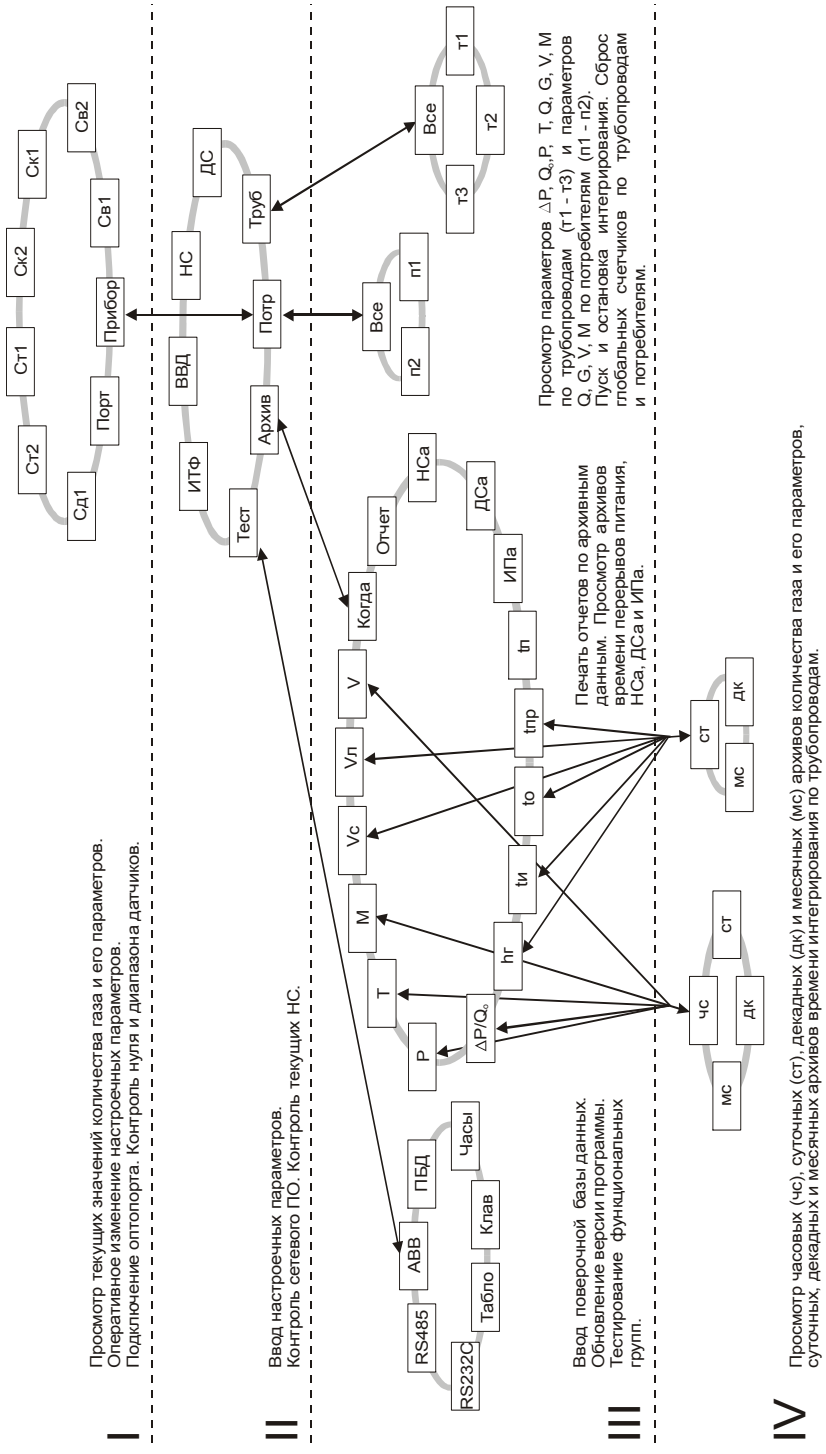 I
Просмотр текущих значений количества газа и его параметров.
Оперативное изменение настроечных параметров.
Подключение оптопорта. Контроль нуля и диапазона датчиков.
Сд1
Ст2
Ст1
Ск2
Ск1
Св2
Св1
Прибор
Порт
II
Ввод настроечных параметров.
Контроль сетевого ПО. Контроль текущих НС.
Тест
ИТФ
ВВД
НС
ДС
Труб
Потр
Архив
III
RS232C
RS485
АВВ
ПБД
Часы
Клав
Табло
Ввод поверочной базы данных.
Обновление версии программы.
Тестирование функциональных
групп.
Р
Т
М
Vс
Vл
V
Когда
Отчет
НСа
ДСа
ИПа
tп
tпр
tо
tи
hг
ΔP/Qₒ
Печать отчетов по архивным
данным. Просмотр архивов
времени перерывов питания,
НСа, ДСа и ИПа.
Все
п1
п2
Все
т1
т2
т3
Просмотр параметров ΔP, Qₒ,P, T, Q, G, V, M
по трубопроводам (т1 - т3) и параметров
Q, G, V, M по потребителям (п1 - п2).
Пуск и остановка интегрирования. Сброс
глобальных счетчиков по трубопроводам
и потребителям.
IV
чс
ст
дк
мс
ст
дк
мс
Просмотр часовых (чс), суточных (ст), декадных (дк) и месячных (мс) архивов количества газа и его параметров,
суточных, декадных и месячных архивов времени интегрирования по трубопроводам.